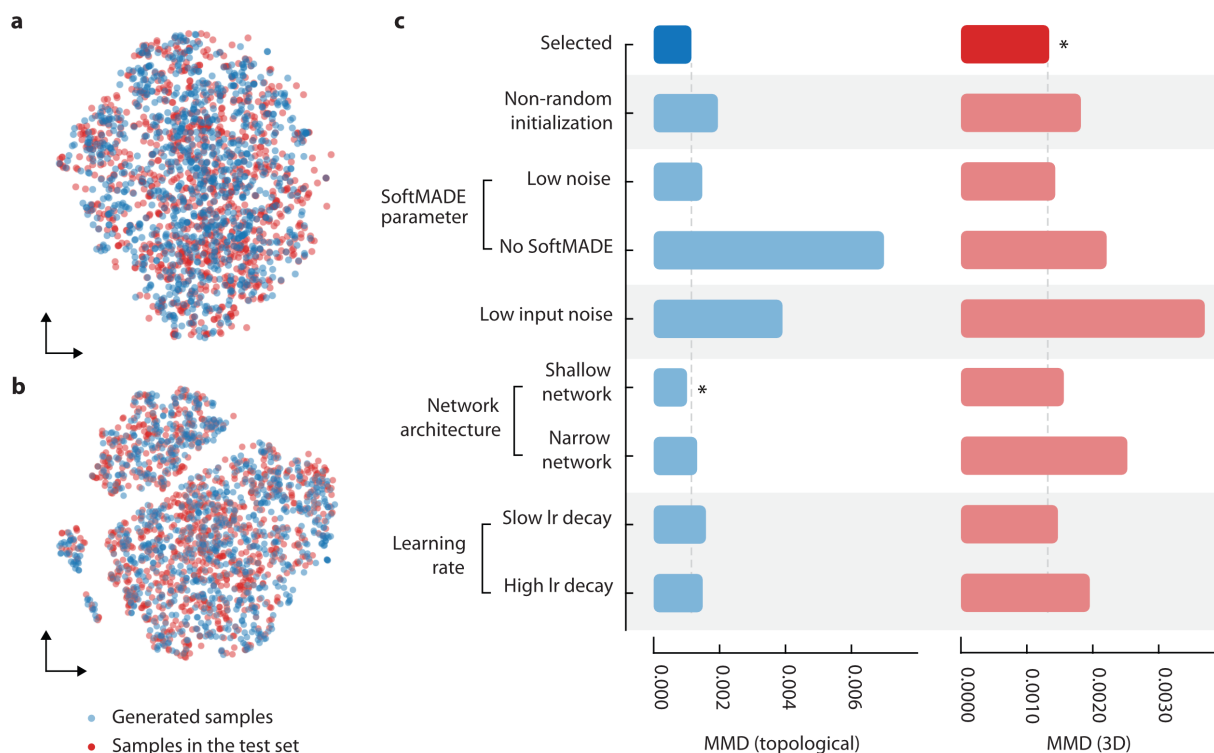 a
b
Generated samples
Samples in the test set
c
Selected
*
Non-random
initialization
SoftMADE
parameter
Low noise
No SoftMADE
Low input noise
Network
architecture
Shallow
network
*
Narrow
network
Learning
rate
Slow lr decay
High lr decay
0.000
0.002
0.004
0.006
MMD (topological)
0.0000
0.0010
0.0020
0.0030
MMD (3D)